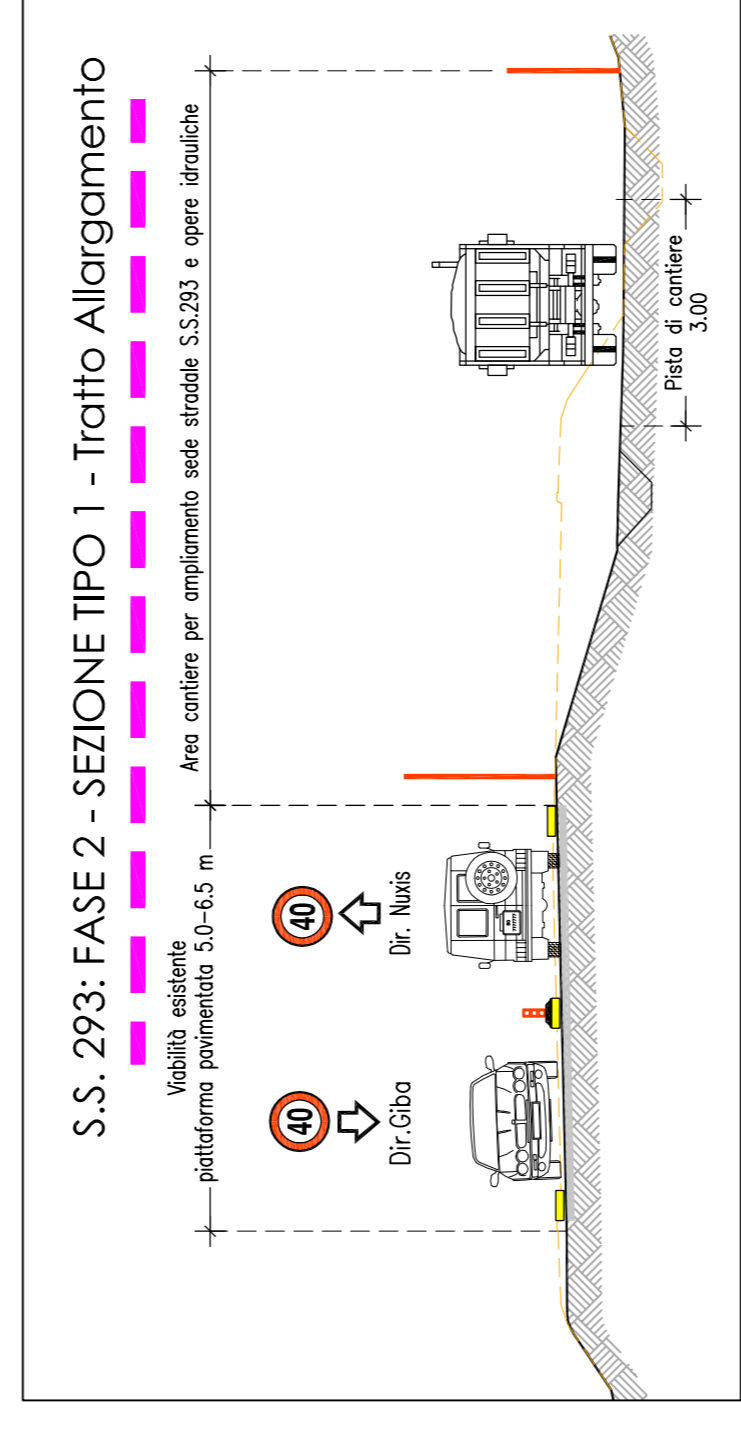 S.S. 293: FASE 2 - SEZIONE TIPO 1 - Tratto Allargamento
Viabilità esistente
piattaforma pavimentata 5.0-6.5 m
Area cantiere per ampliamento sede stradale S.S.293 e opere idrauliche
40
40
Dir.Giba
Dir. Nuxis
Pista di cantiere
3.00